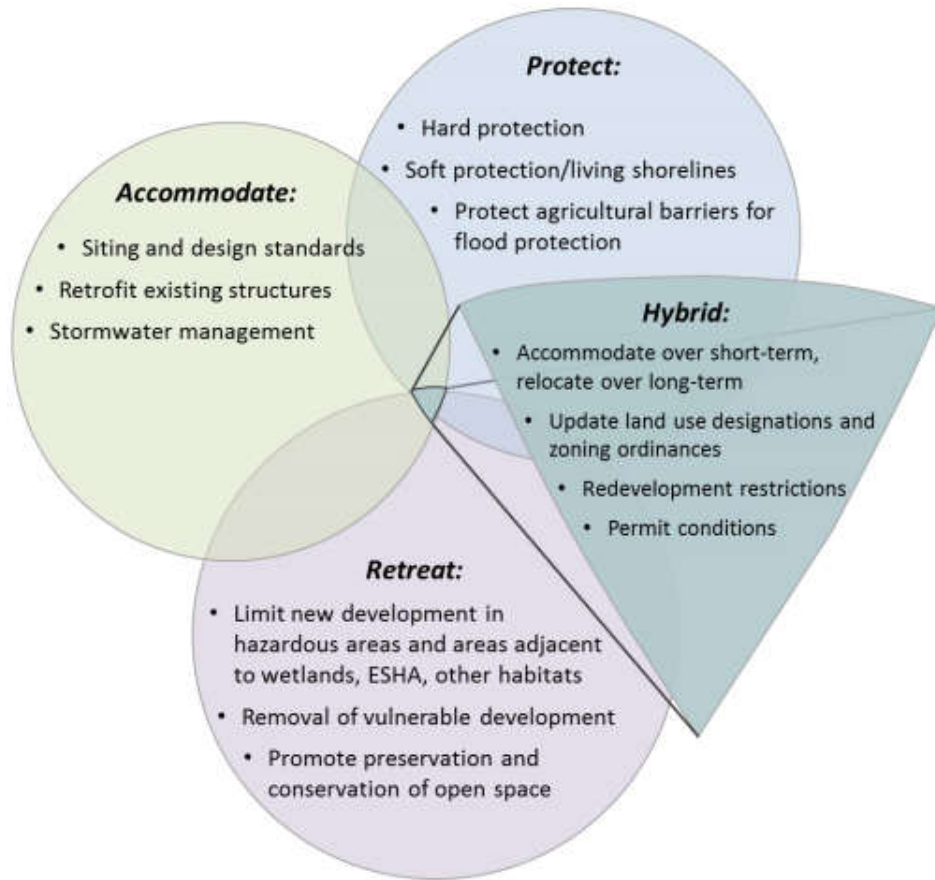 Protect:
• Hard protection
• Soft protection/living shorelines
• Protect agricultural barriers for
flood protection
Accommodate:
• Siting and design standards
• Retrofit existing structures
• Stormwater management
Hybrid:
• Accommodate over short-term,
relocate over long-term
• Update land use designations and
zoning ordinances
• Redevelopment restrictions
• Permit conditions
Retreat:
• Limit new development in
hazardous areas and areas adjacent
to wetlands, ESHA, other habitats
• Removal of vulnerable development
• Promote preservation and
conservation of open space